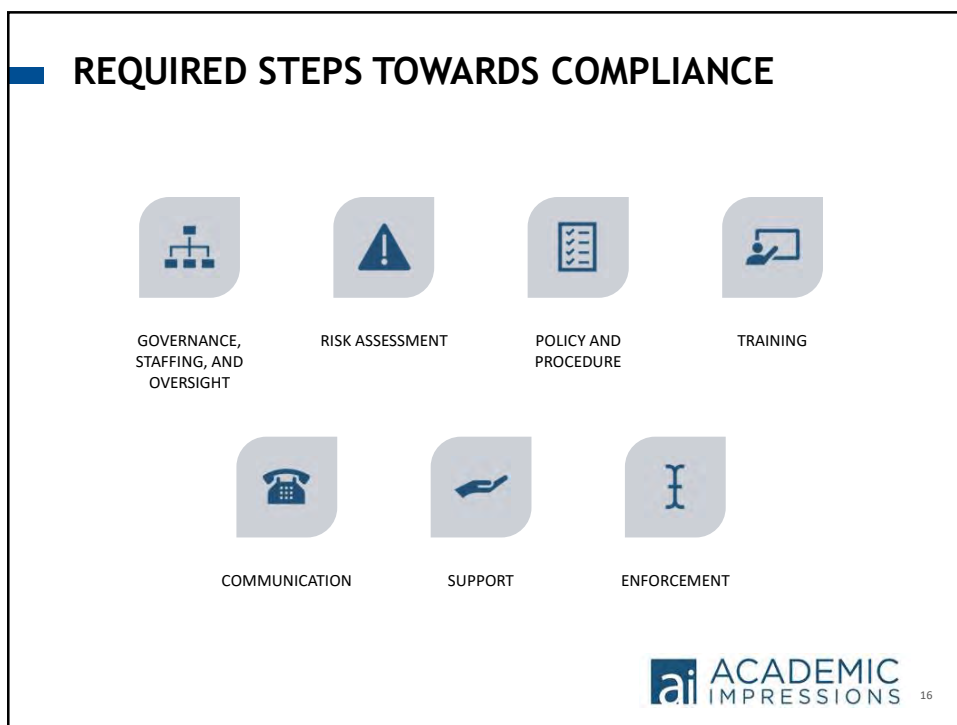 REQUIRED STEPS TOWARDS COMPLIANCE
GOVERNANCE,
STAFFING, AND
OVERSIGHT
RISK ASSESSMENT
POLICY AND
PROCEDURE
TRAINING
COMMUNICATION
SUPPORT
ENFORCEMENT
ai ACADEMIC
IMPRESSIONS
16